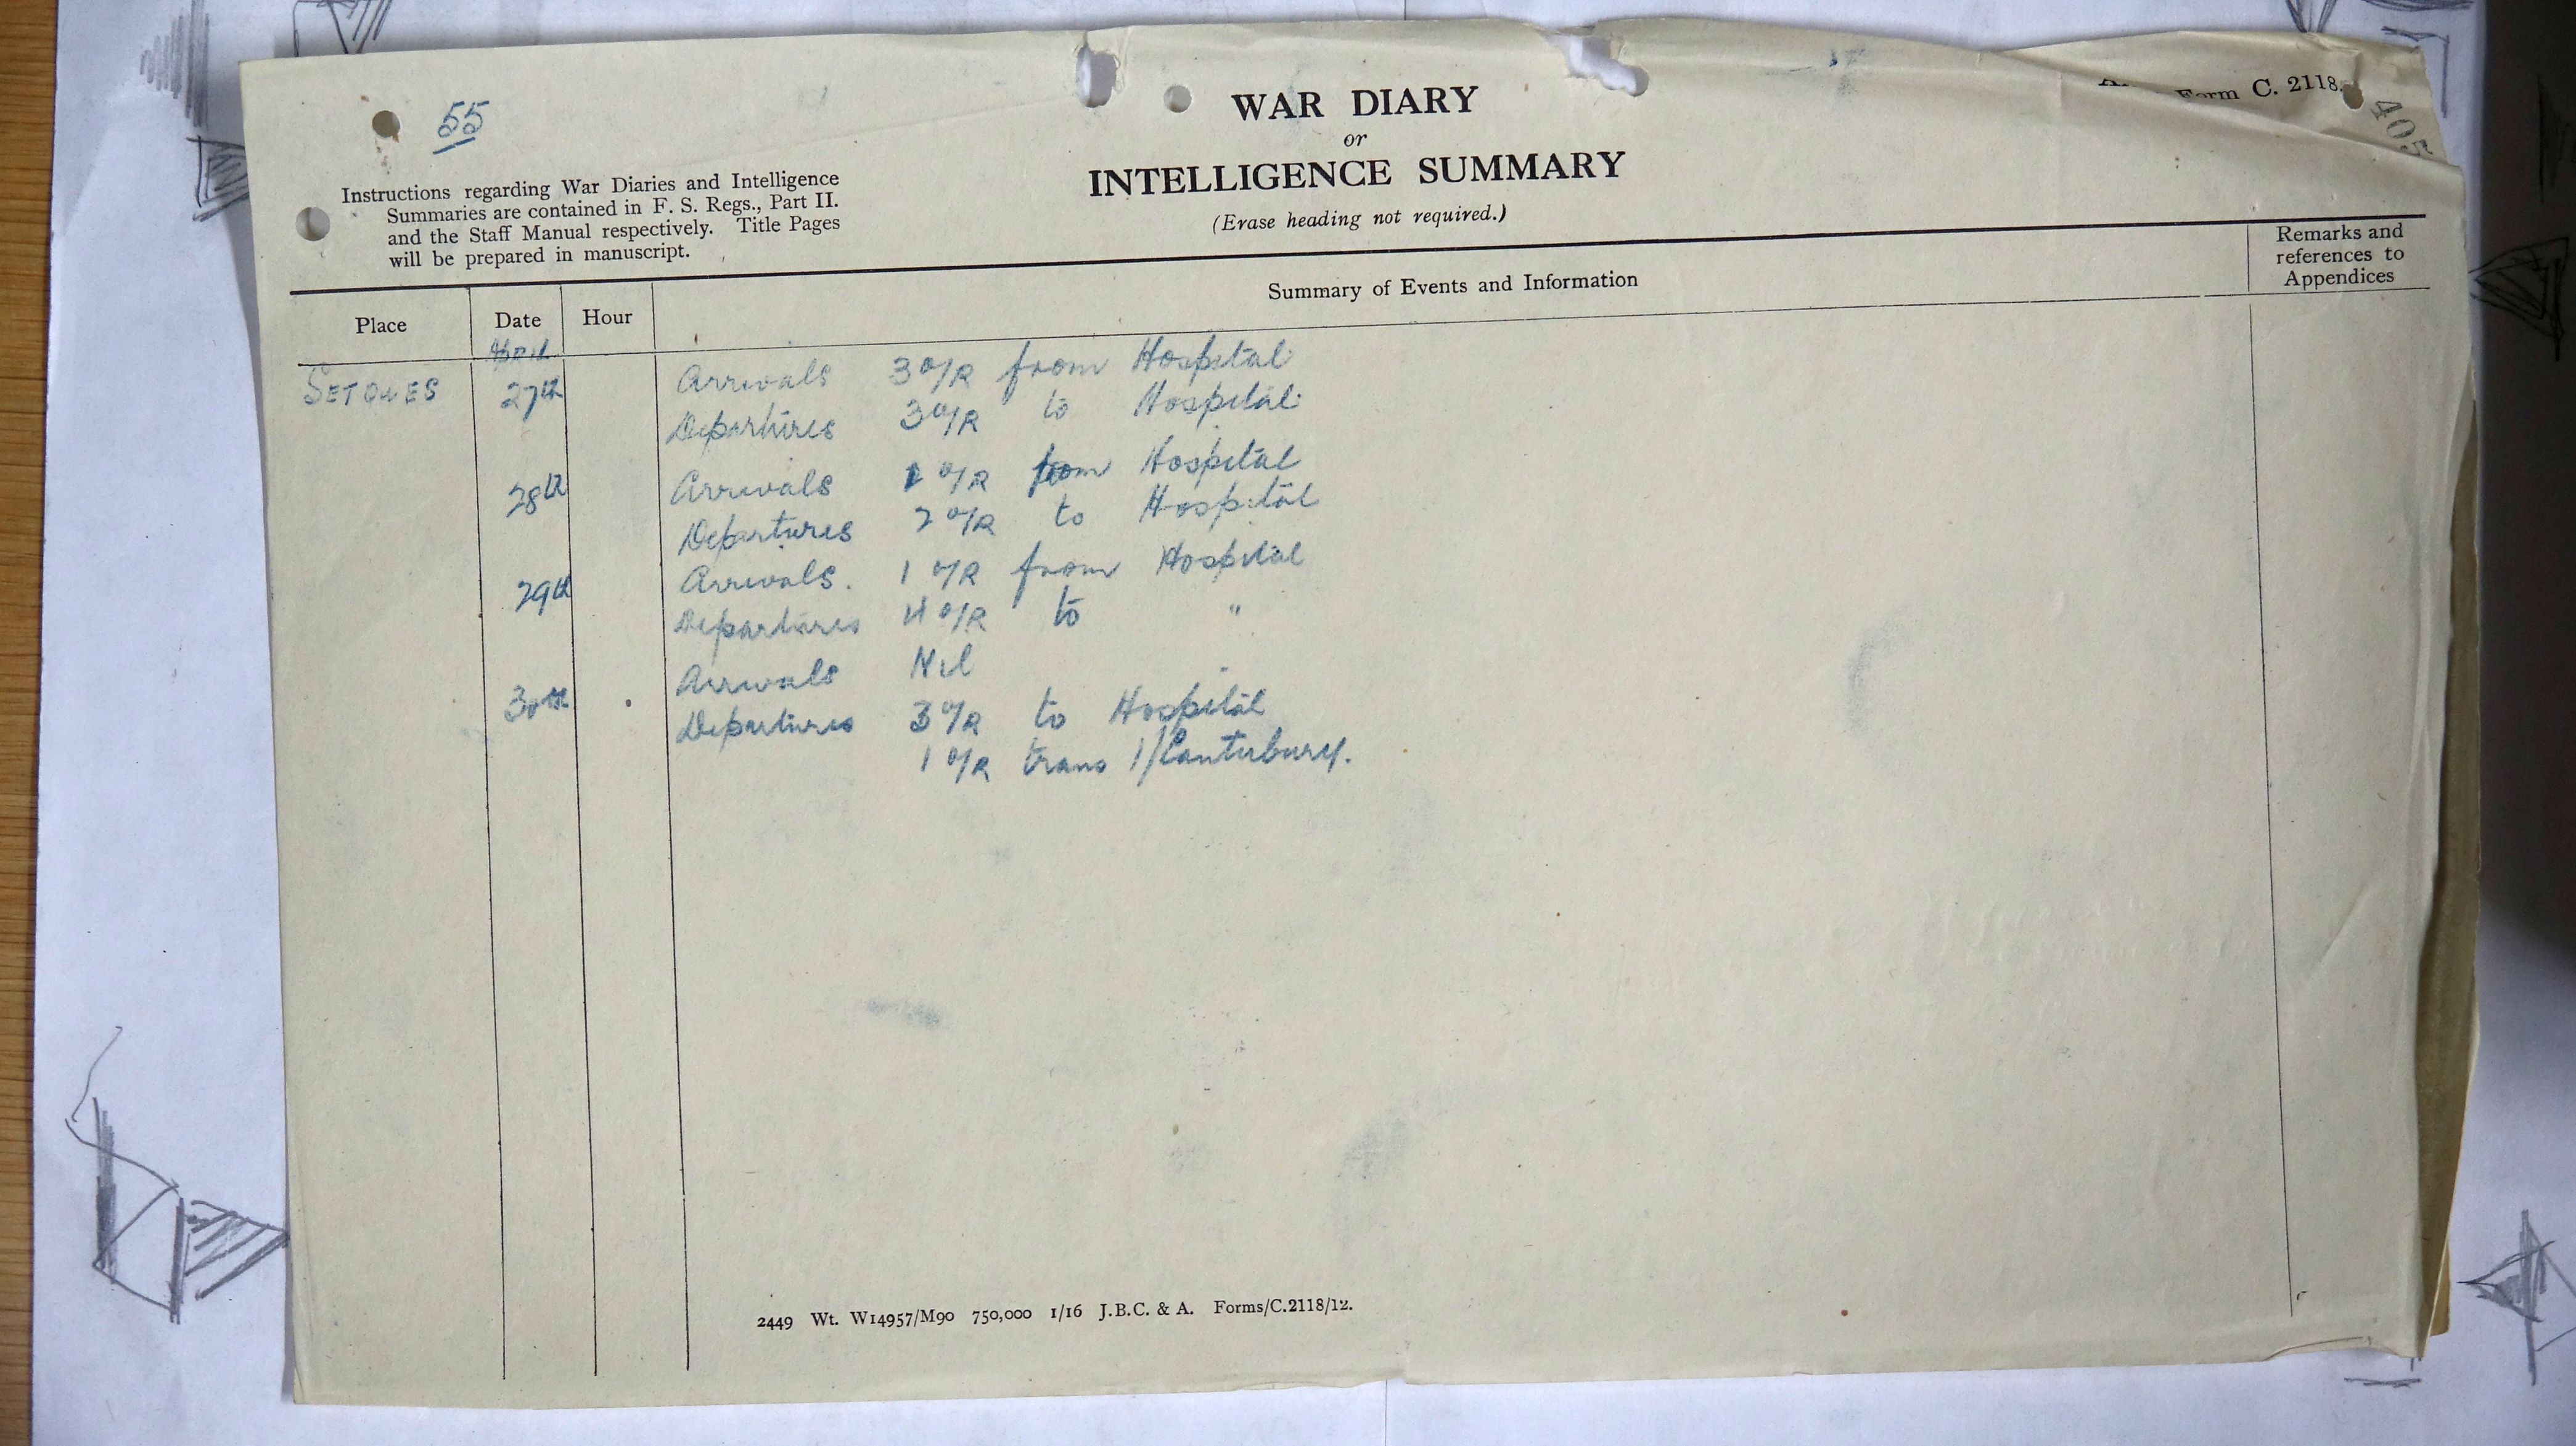 55
WAR DIARY
or
INTELLIGENCE SUMMARY
(Erase heading not required.)
Form C. 2118.
Instructions regarding War Diaries and Intelligence
Summaries are contained in F. S. Regs., Part II.
and the Staff Manual respectively. Title Pages
will be prepared in manuscript.
Place Date Hour Summary of Events and Information Remarks and references to Appendices
April
SETQUES 27th Arrivals 3 O/R from Hospital
Departures 3 O/R to Hospital
28th Arrivals 1 O/R from Hospital
Departures 2 O/R to Hospital
29th Arrivals. 1 O/R from Hospital
Departures 4 O/R to "
30th Arrivals Nil
Departures 3 O/R to Hospital
1 O/R trans 1/Canterbury.
2449 Wt. W14957/M90 750,000 1/16 J.B.C. & A. Forms/C.2118/12.